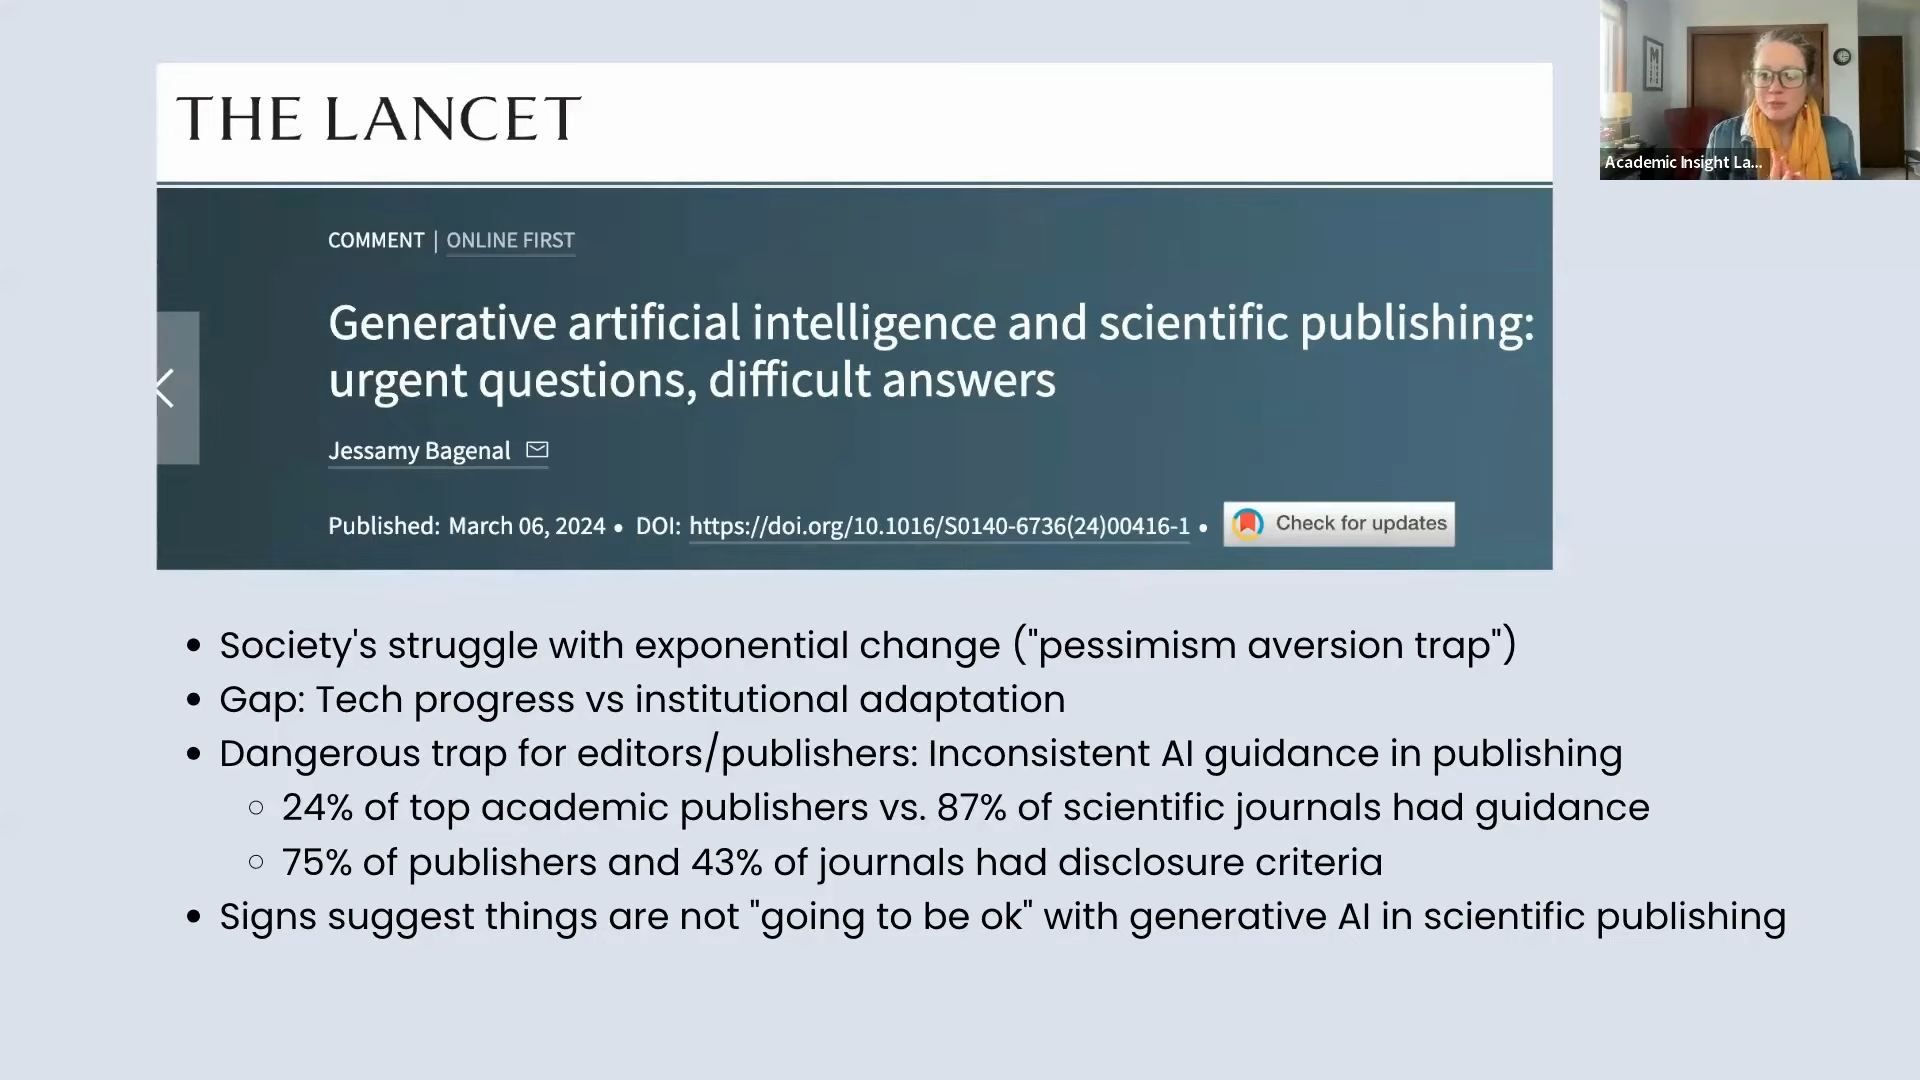 THE LANCET
COMMENT | ONLINE FIRST
Generative artificial intelligence and scientific publishing:
urgent questions, difficult answers
Jessamy Bagenal
Published: March 06, 2024 • DOI: https://doi.org/10.1016/S0140-6736(24)00416-1 •
Check for updates
Academic Insight La...
• Society's struggle with exponential change ("pessimism aversion trap")
• Gap: Tech progress vs institutional adaptation
• Dangerous trap for editors/publishers: Inconsistent AI guidance in publishing
○ 24% of top academic publishers vs. 87% of scientific journals had guidance
○ 75% of publishers and 43% of journals had disclosure criteria
• Signs suggest things are not "going to be ok" with generative AI in scientific publishing